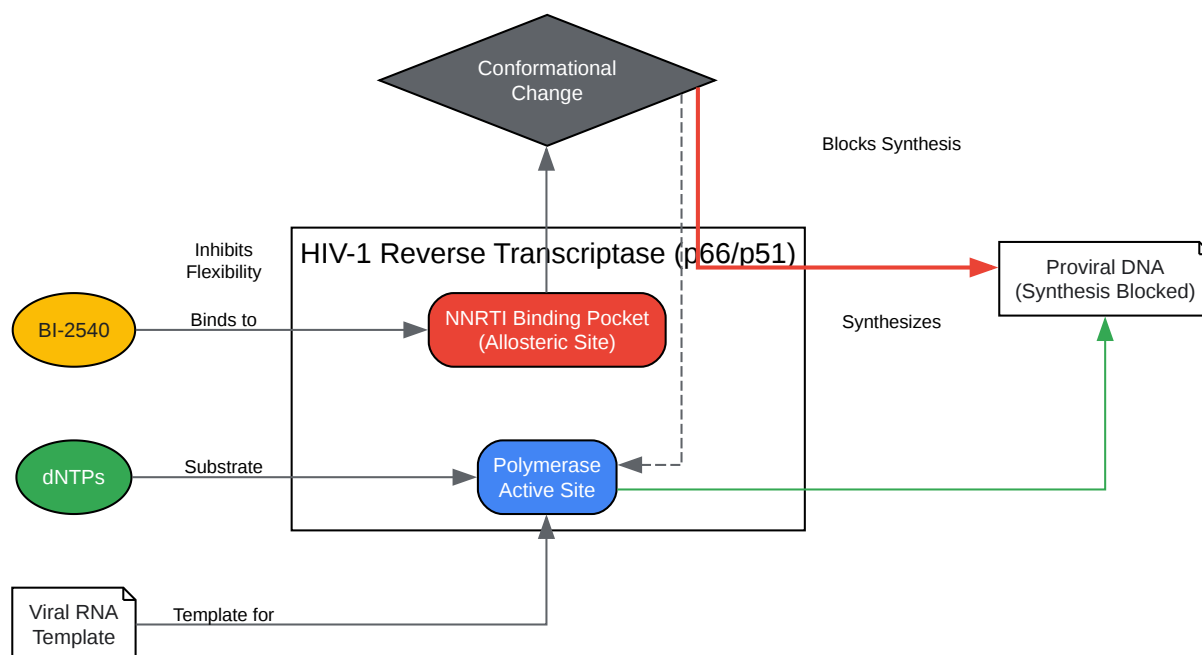 Conformational
Change
Blocks Synthesis
HIV-1 Reverse Transcriptase (p66/p51)
Inhibits
Flexibility
Proviral DNA
(Synthesis Blocked)
BI-2540
Binds to
NNRTI Binding Pocket
(Allosteric Site)
Synthesizes
dNTPs
Substrate
Polymerase
Active Site
Viral RNA
Template
Template for